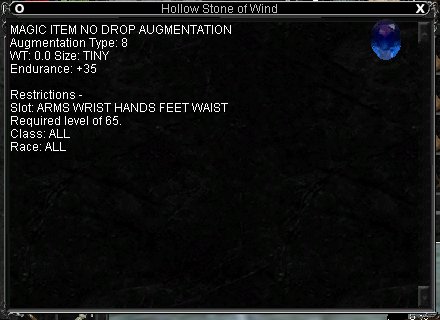 O Hollow Stone of Wind X
MAGIC ITEM NO DROP AUGMENTATION
Augmentation Type: 8
WT: 0.0 Size: TINY
Endurance: +35
Restrictions -
Slot: ARMS WRIST HANDS FEET WAIST
Required level of 65.
Class: ALL
Race: ALL